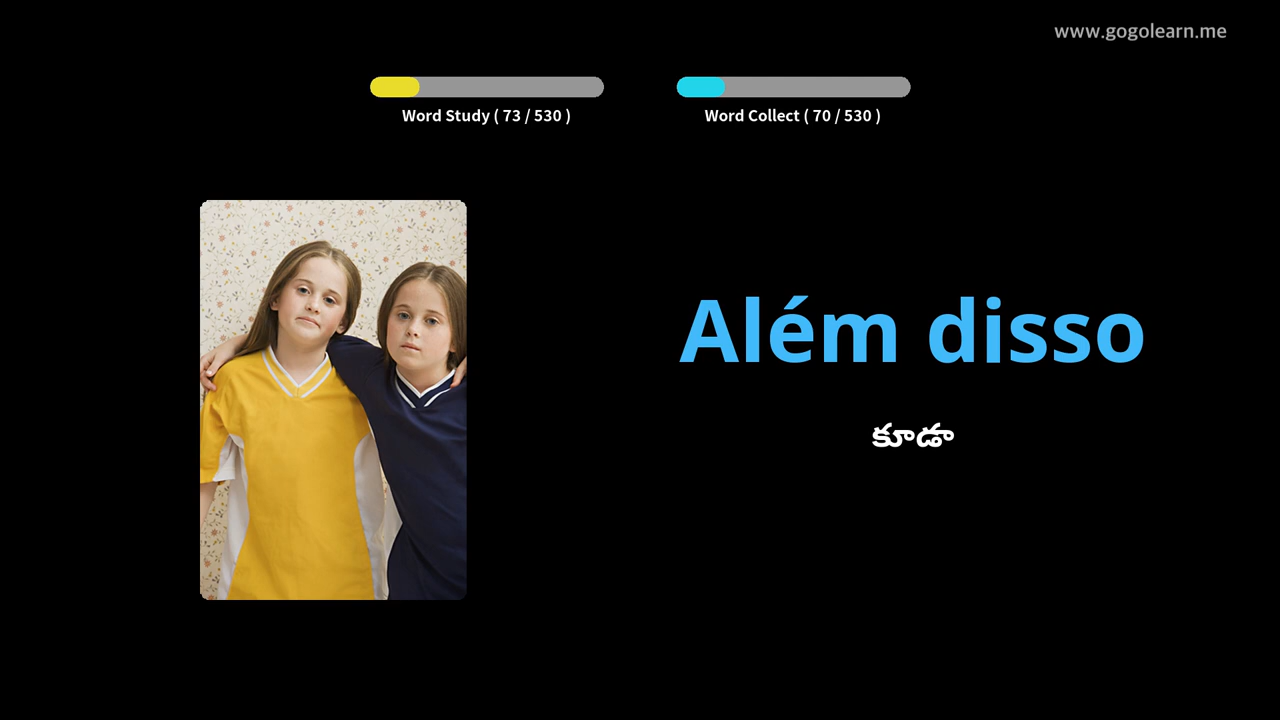 www.gogolearn.me
Word Study ( 73 / 530 )
Word Collect ( 70 / 530 )
Além disso
కూడా